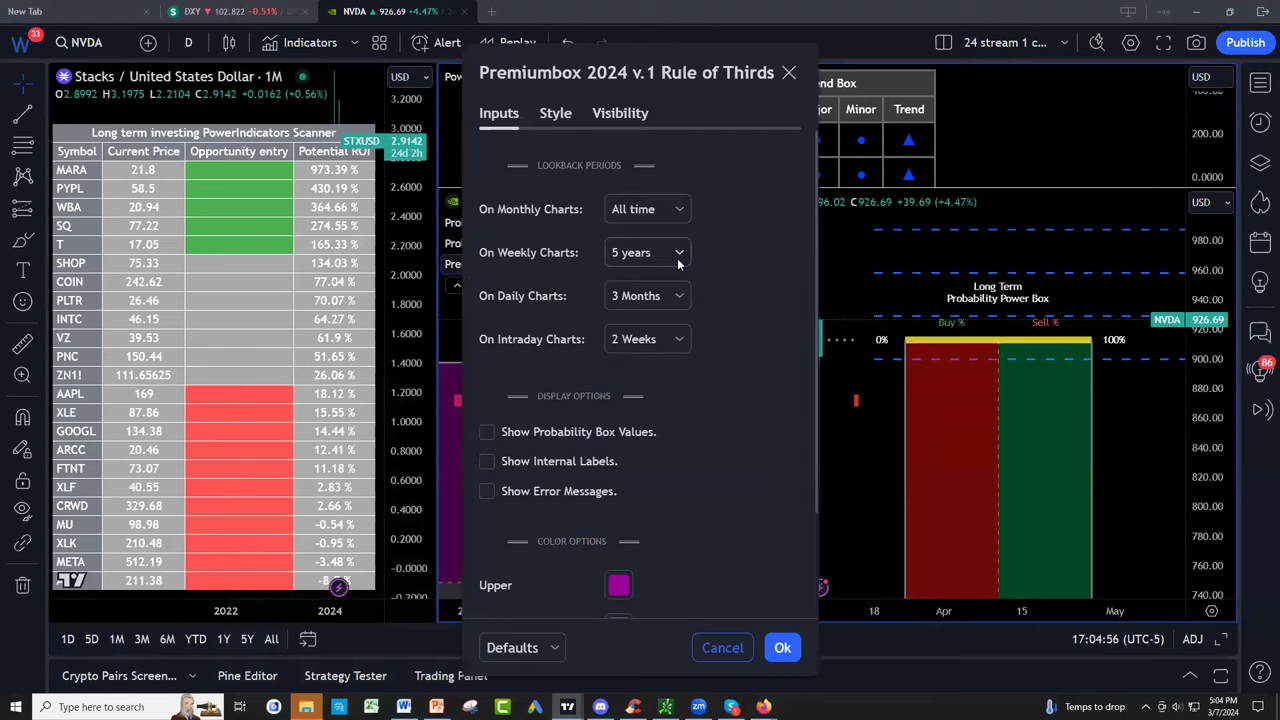 New Tab
DXY ▼ 102.822 −0.51%
NVDA ▲ 926.69 +4.47%
33
NVDA
D
Indicators
Alert
Replay
24 stream 1 c...
Publish
Stacks / United States Dollar · 1M
O2.8992 H3.1975 L2.2104 C2.9142 +0.0162 (+0.56%)
USD
3.2000
3.0000
STXUSD 2.9142
24d 2h
2.6000
2.4000
2.2000
2.0000
1.8000
1.6000
1.4000
1.2000
1.0000
0.8000
0.6000
0.4000
0.2000
-0.0000
-0.2000
Long term investing PowerIndicators Scanner
Symbol Current Price Opportunity entry Potential ROI
MARA 21.8 973.39 %
PYPL 58.5 430.19 %
WBA 20.94 364.66 %
SQ 77.22 274.55 %
T 17.05 165.33 %
SHOP 75.33 134.03 %
COIN 242.62 77.04 %
PLTR 26.46 70.07 %
INTC 46.15 64.27 %
VZ 39.53 61.9 %
PNC 150.44 51.65 %
ZN1! 111.65625 26.06 %
AAPL 169 18.12 %
XLE 87.86 15.55 %
GOOGL 134.38 14.44 %
ARCC 20.46 12.41 %
FTNT 73.07 11.18 %
XLF 40.55 2.83 %
CRWD 329.68 2.66 %
MU 98.98 -0.54 %
XLK 210.48 -0.95 %
META 512.19 -3.48 %
211.38
2022 2024
Premiumbox 2024 v.1 Rule of Thirds
Inputs Style Visibility
LOOKBACK PERIODS
On Monthly Charts: All time
On Weekly Charts: 5 years
On Daily Charts: 3 Months
On Intraday Charts: 2 Weeks
DISPLAY OPTIONS
Show Probability Box Values.
Show Internal Labels.
Show Error Messages.
COLOR OPTIONS
Upper
Defaults Cancel Ok
end Box
Minor Trend
USD
200.00
0.0000
96.02 C926.69 +39.69 (+4.47%)
USD
980.00
960.00
940.00
NVDA 926.69
920.00
900.00
880.00
860.00
840.00
820.00
800.00
780.00
760.00
740.00
Long Term
Probability Power Box
Buy % Sell %
0% 100%
18 Apr 15 May
86
1D 5D 1M 3M 6M YTD 1Y 5Y All
17:04:56 (UTC-5) ADJ
Crypto Pairs Screen... Pine Editor Strategy Tester Trading Panel
Type here to search
Temps to drop
5:04 PM
3/7/2024